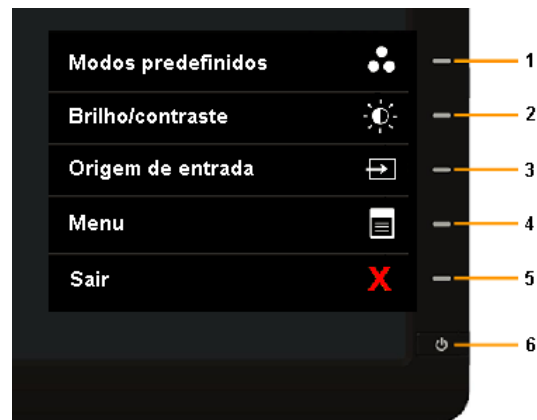 Modos predefinidos 1
Brilho/contraste 2
Origem de entrada 3
Menu 4
Sair X 5
6